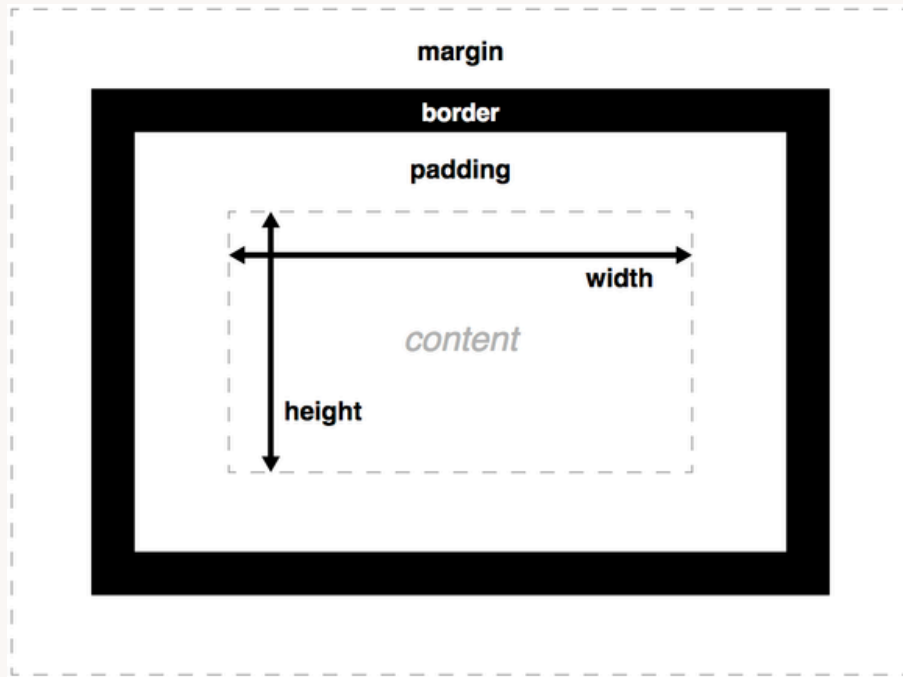 margin
border
padding
width
content
height